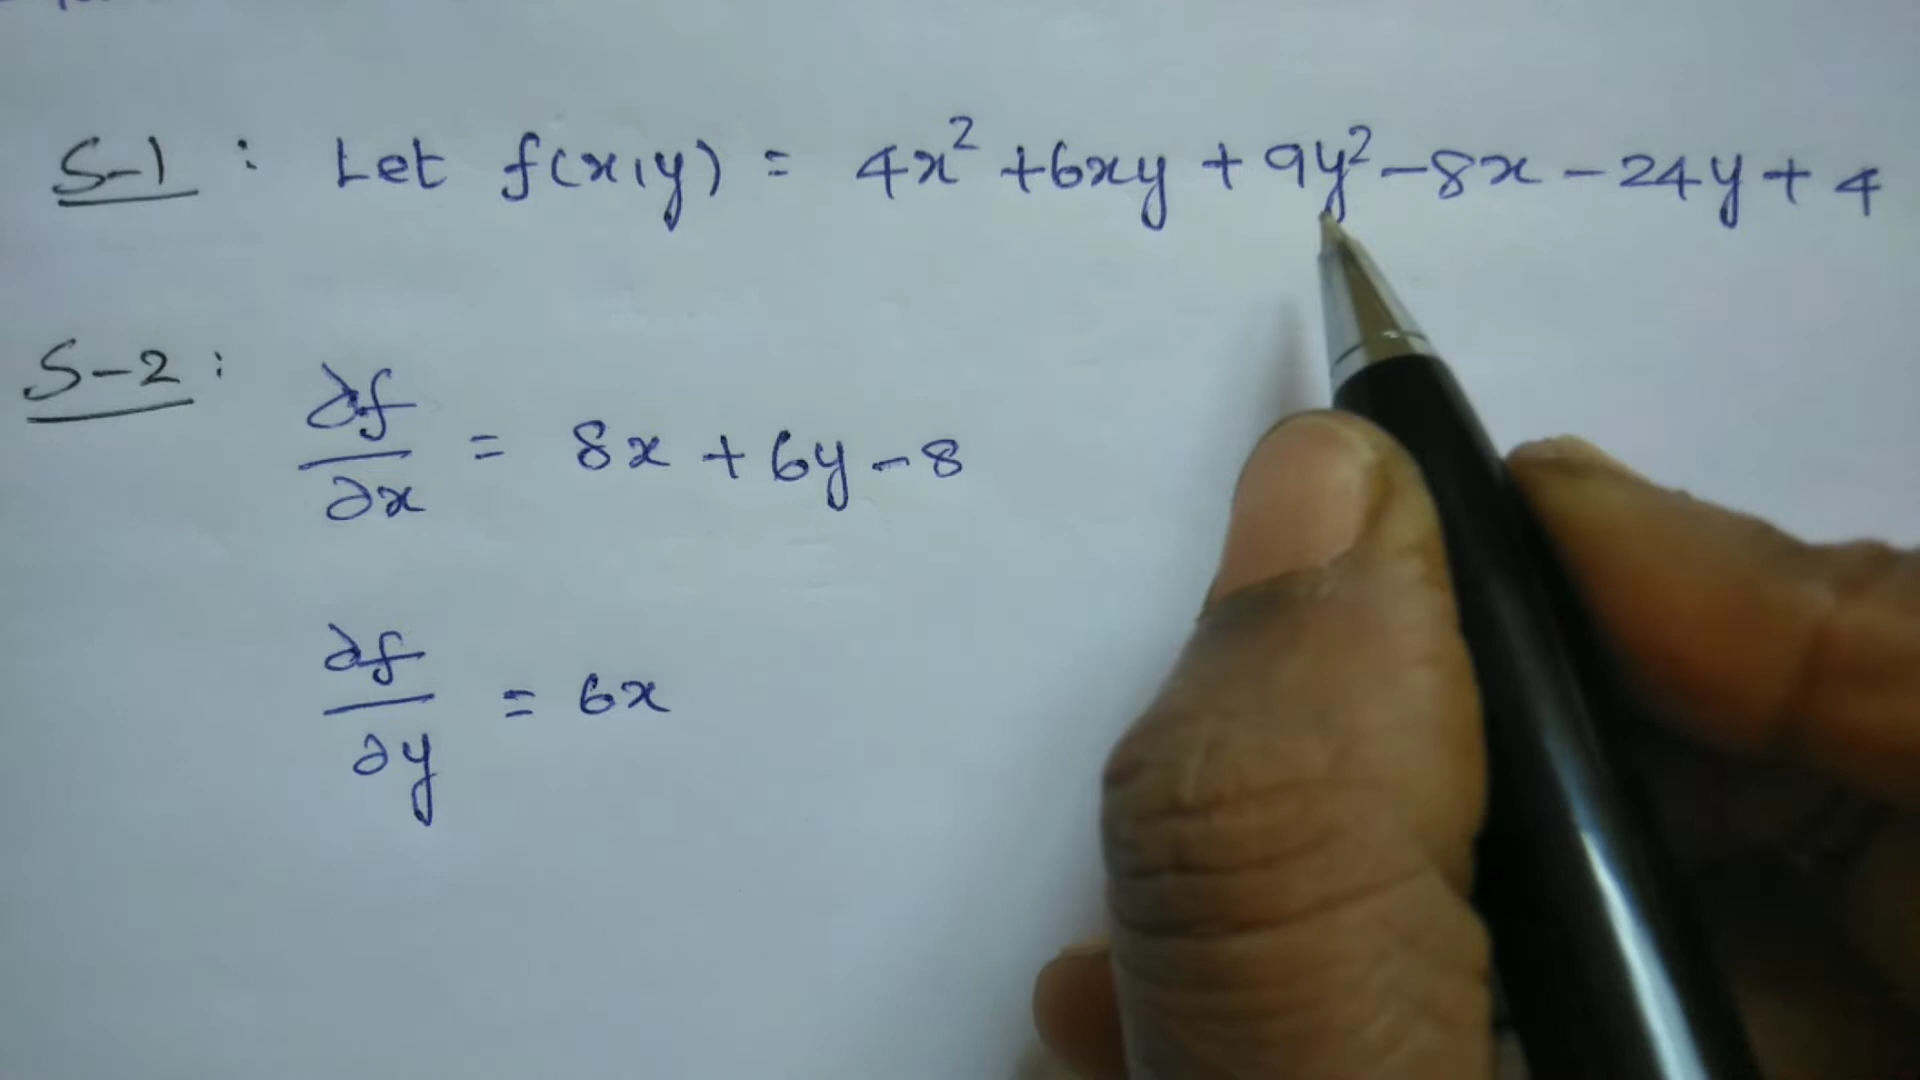 S-1 : Let f(x,y) = 4x² + 6xy + 9y² - 8x - 24y + 4
S-2 : ∂f/∂x = 8x + 6y - 8
∂f/∂y = 6x